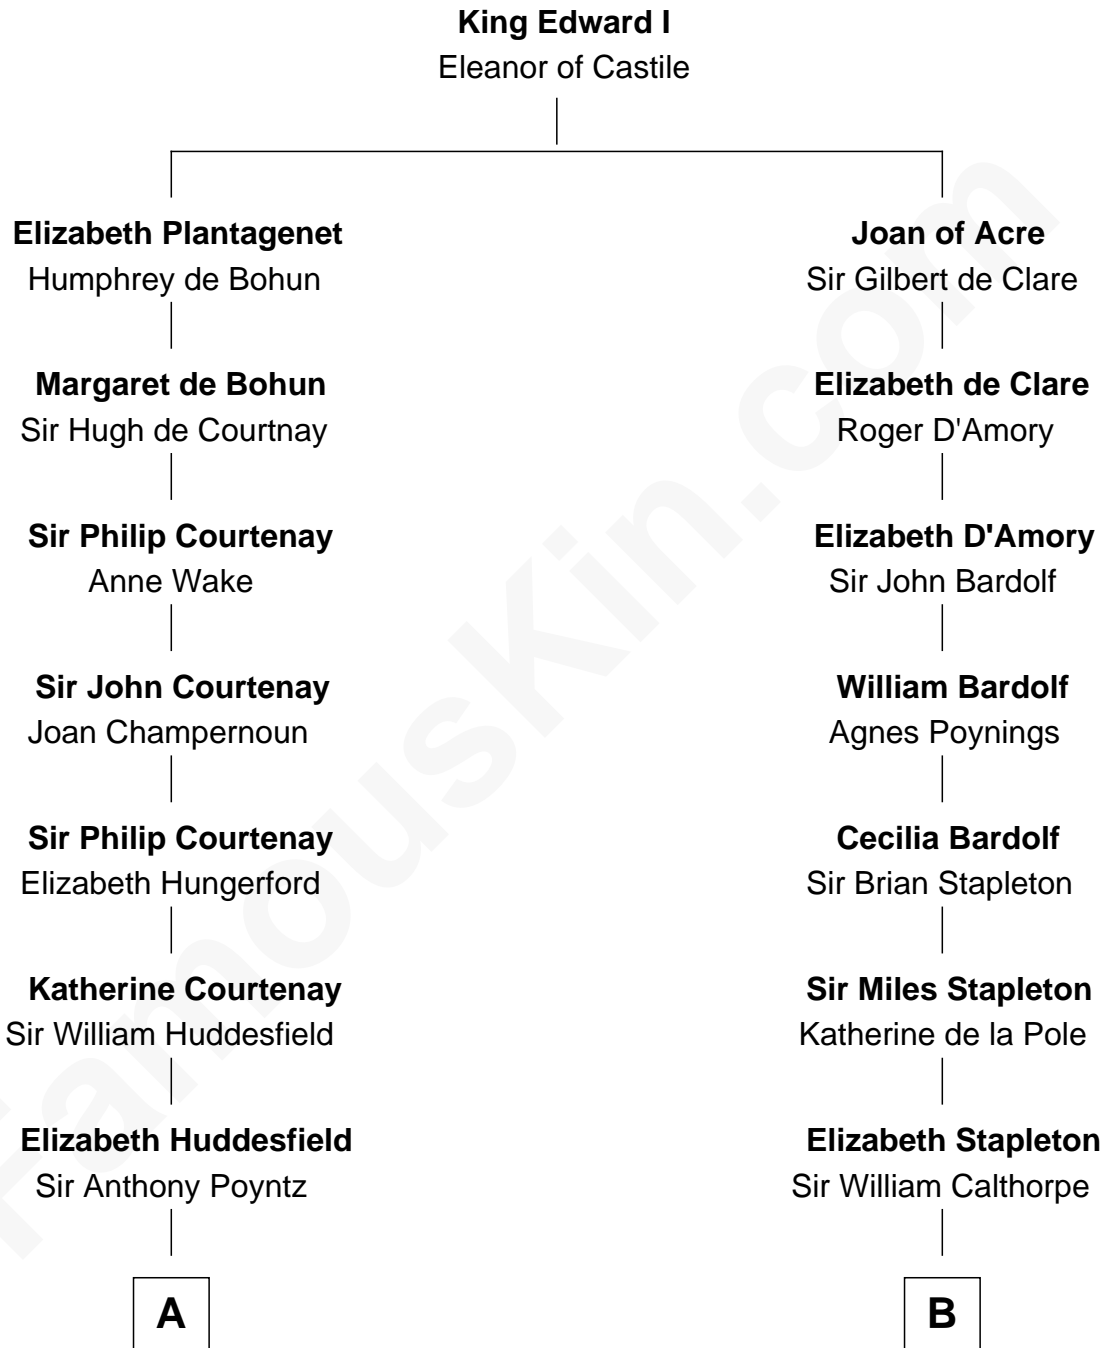 King Edward I
Eleanor of Castile
Elizabeth Plantagenet
Humphrey de Bohun
Joan of Acre
Sir Gilbert de Clare
Margaret de Bohun
Sir Hugh de Courtnay
Elizabeth de Clare
Roger D'Amory
Sir Philip Courtenay
Anne Wake
Elizabeth D'Amory
Sir John Bardolf
Sir John Courtenay
Joan Champernoun
William Bardolf
Agnes Poynings
Sir Philip Courtenay
Elizabeth Hungerford
Cecilia Bardolf
Sir Brian Stapleton
Katherine Courtenay
Sir William Huddesfield
Sir Miles Stapleton
Katherine de la Pole
Elizabeth Huddesfield
Sir Anthony Poyntz
Elizabeth Stapleton
Sir William Calthorpe
A
B
FamousKin.com